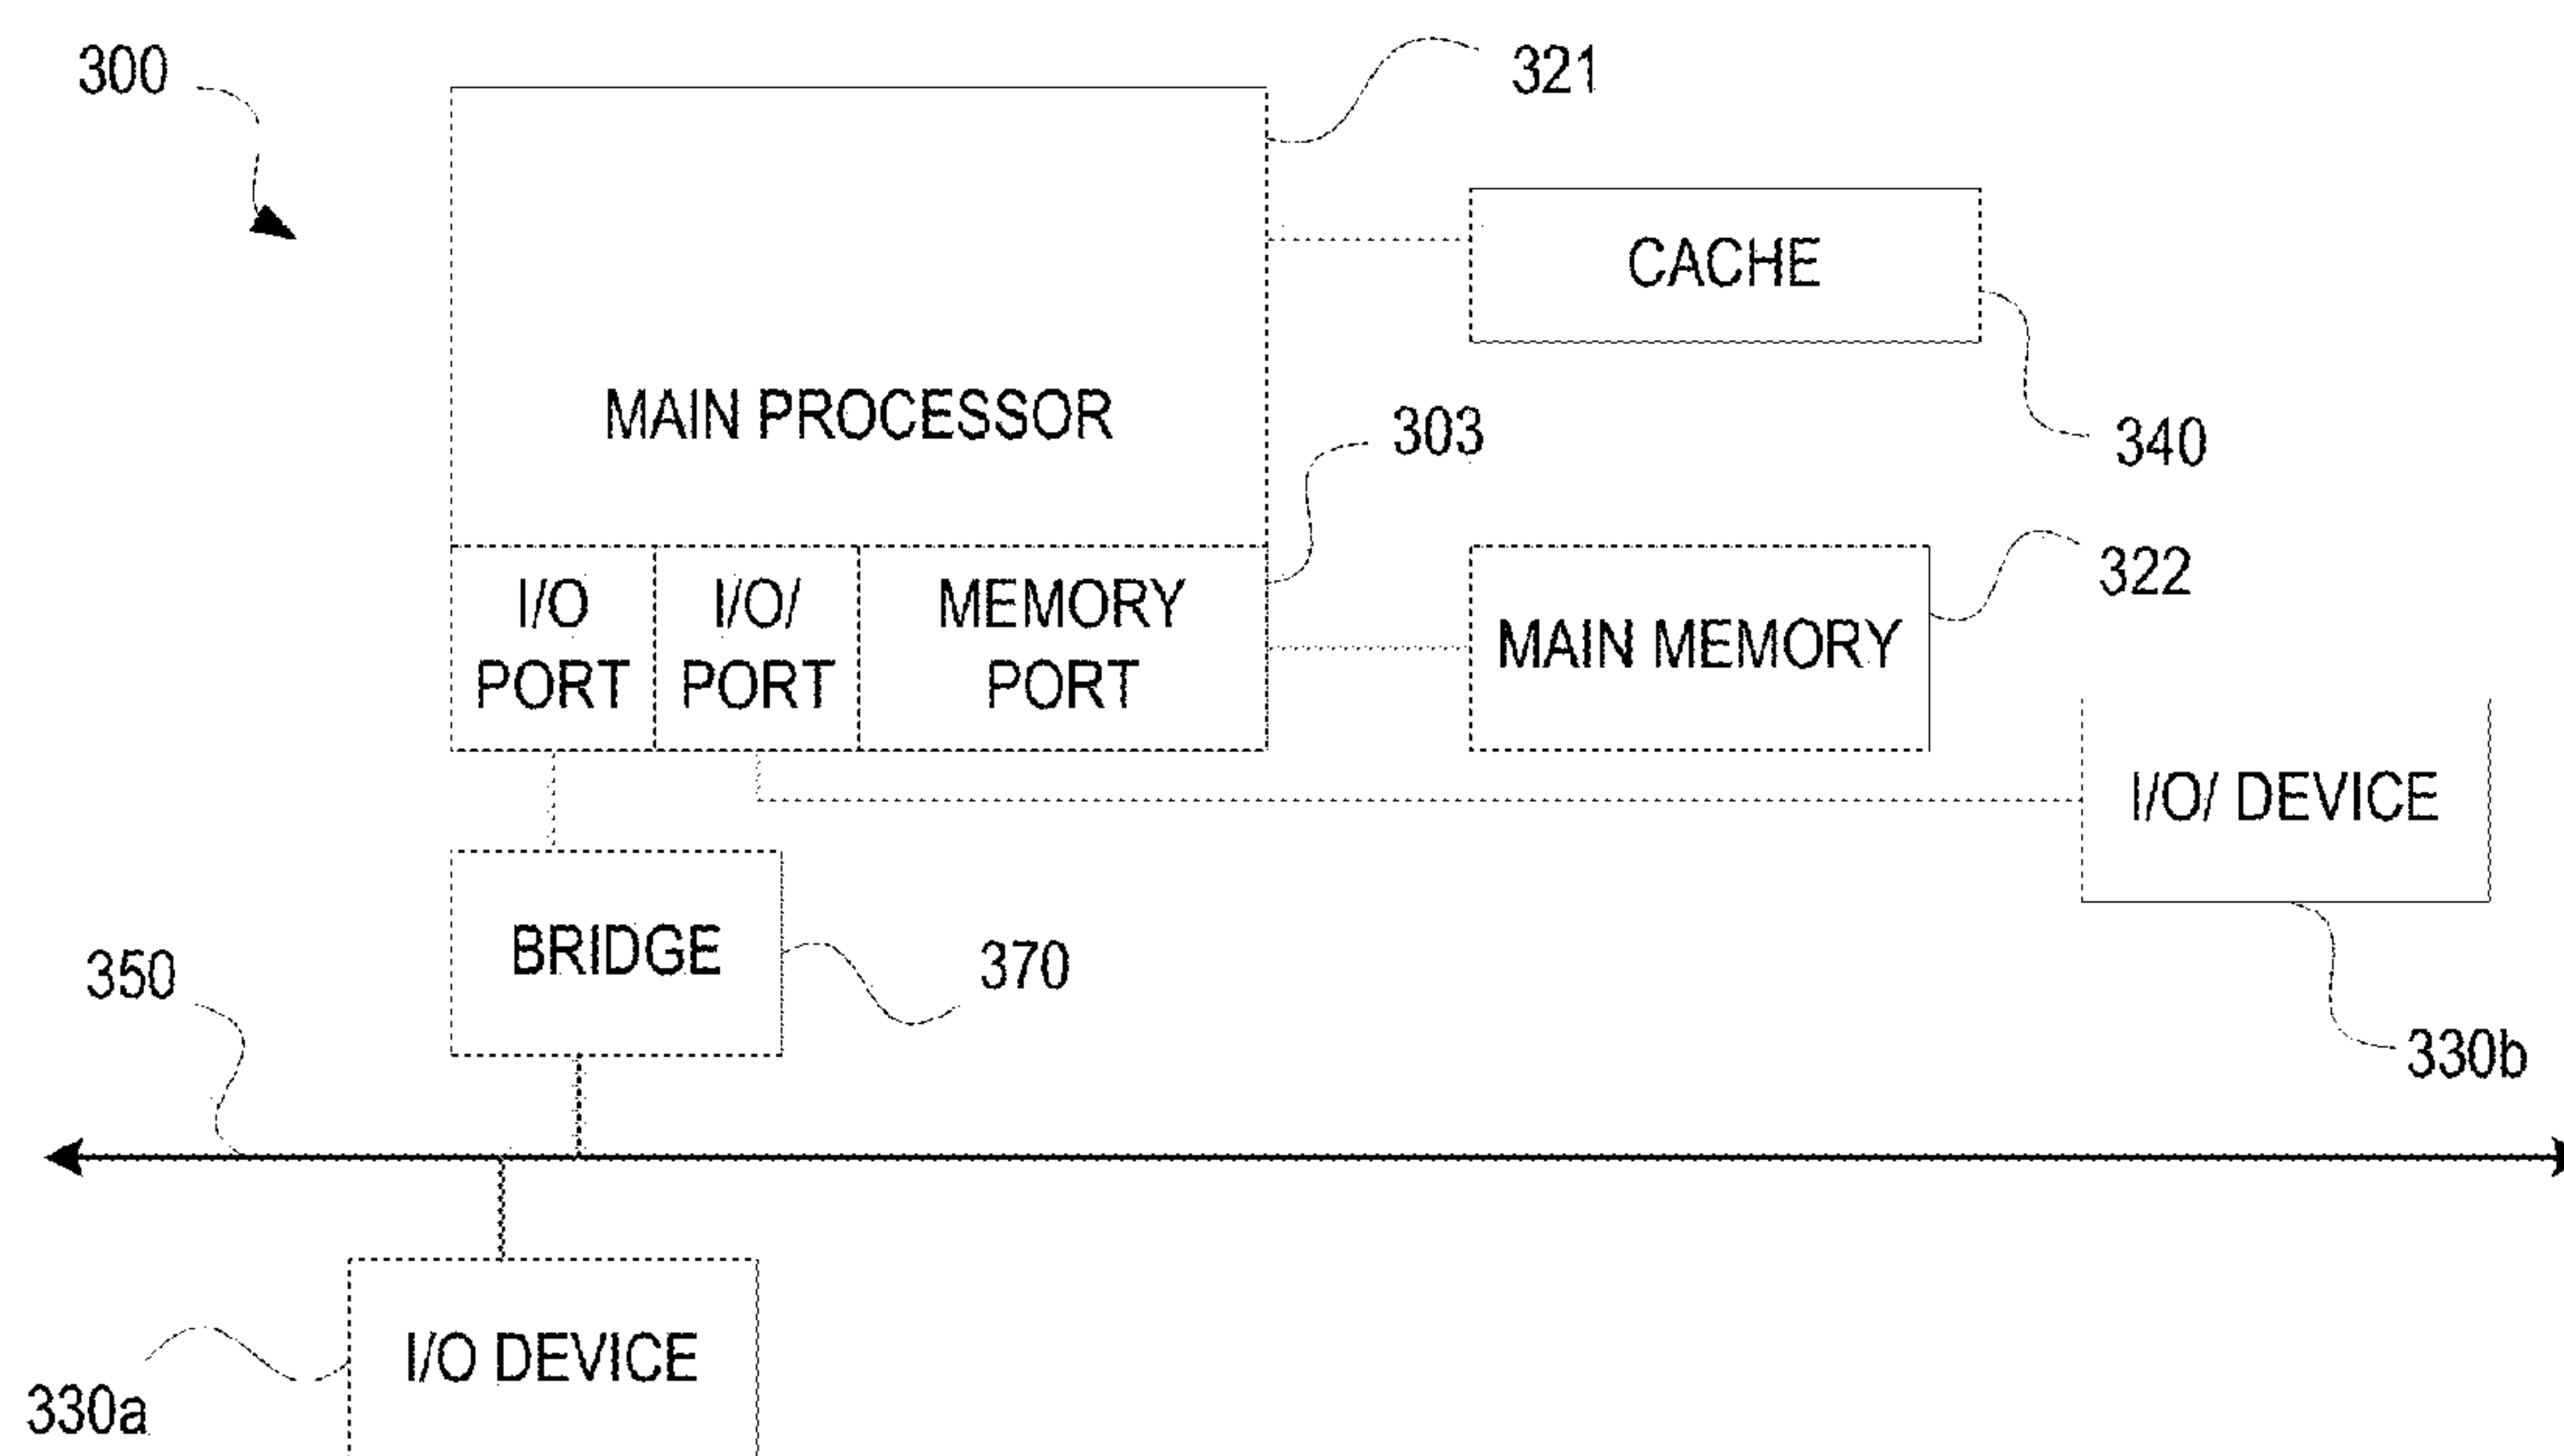 300
321
CACHE
340
MAIN PROCESSOR
303
322
I/O
PORT
I/O/
PORT
MEMORY
PORT
MAIN MEMORY
I/O/ DEVICE
330b
BRIDGE
370
350
I/O DEVICE
330a